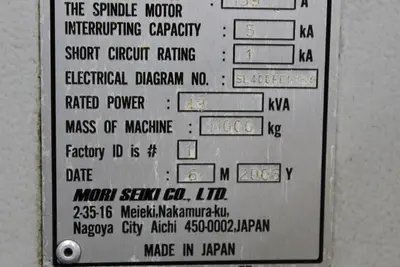 THE SPINDLE MOTOR A
INTERRUPTING CAPACITY 5 kA
SHORT CIRCUIT RATING 1 kA
ELECTRICAL DIAGRAM NO.
RATED POWER kVA
MASS OF MACHINE kg
Factory ID is # 1
DATE 6 M 2006 Y
MORI SEIKI CO., LTD.
2-35-16 Meieki,Nakamura-ku,
Nagoya City Aichi 450-0002,JAPAN
MADE IN JAPAN